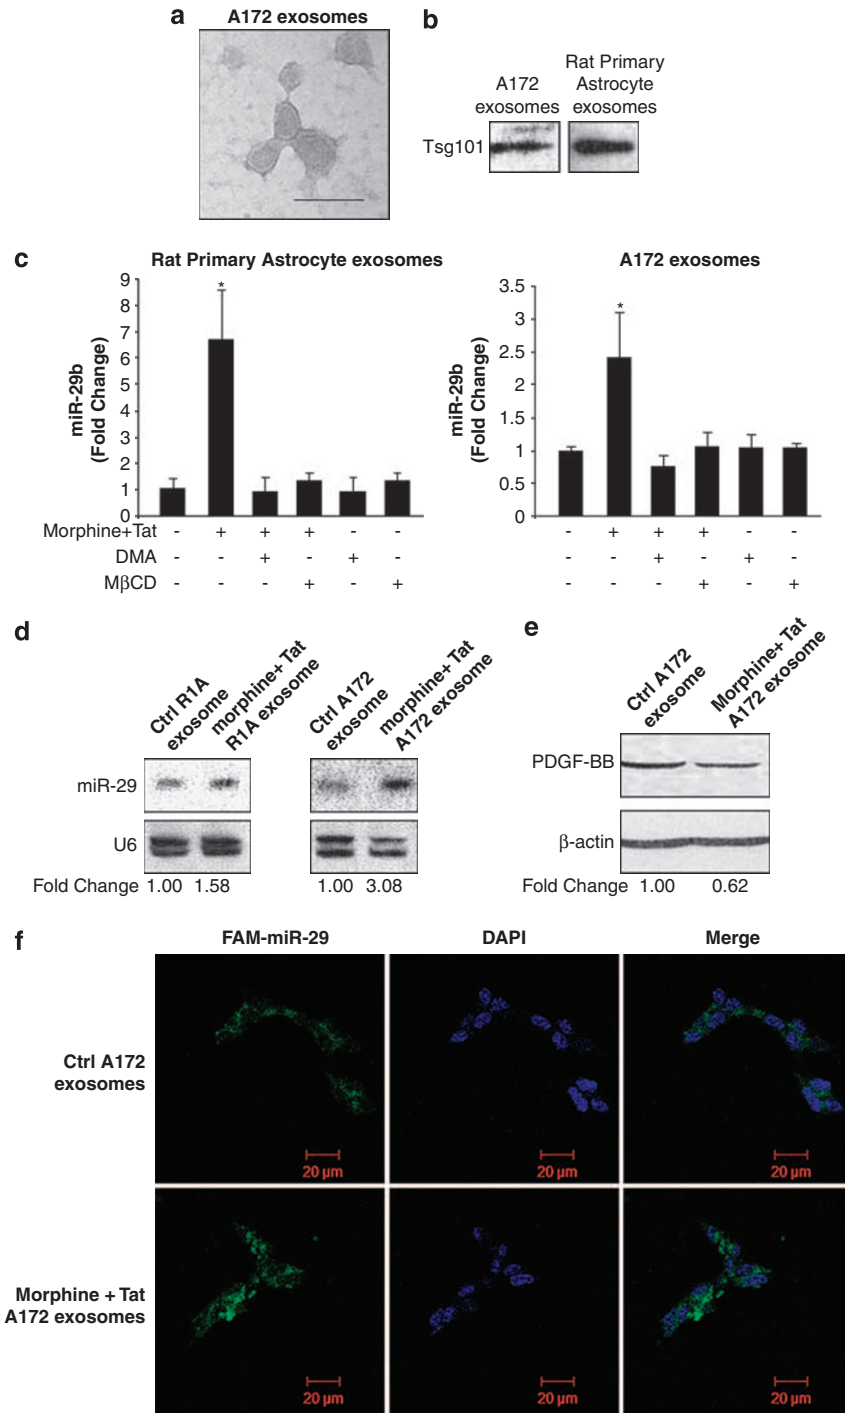 a
A172 exosomes
b
A172
exosomes
Rat Primary
Astrocyte
exosomes
Tsg101
c
Rat Primary Astrocyte exosomes
miR-29b
(Fold Change)
9
8
7
6
5
4
3
2
1
0
*
A172 exosomes
miR-29b
(Fold Change)
3.5
3
2.5
2
1.5
1
0.5
0
*
Morphine+Tat - + + + - - - + + + - -
DMA - - + - + - - - + - + -
MβCD - - - + - + - - - + - +
d
Ctrl R1A
exosome
morphine+ Tat
R1A exosome
Ctrl A172
exosome
morphine+ Tat
A172 exosome
miR-29
U6
Fold Change 1.00 1.58 1.00 3.08
e
Ctrl A172
exosome
Morphine+ Tat
A172 exosome
PDGF-BB
β-actin
Fold Change 1.00 0.62
f
FAM-miR-29 DAPI Merge
Ctrl A172
exosomes
20 µm 20 µm 20 µm
Morphine + Tat
A172 exosomes
20 µm 20 µm 20 µm